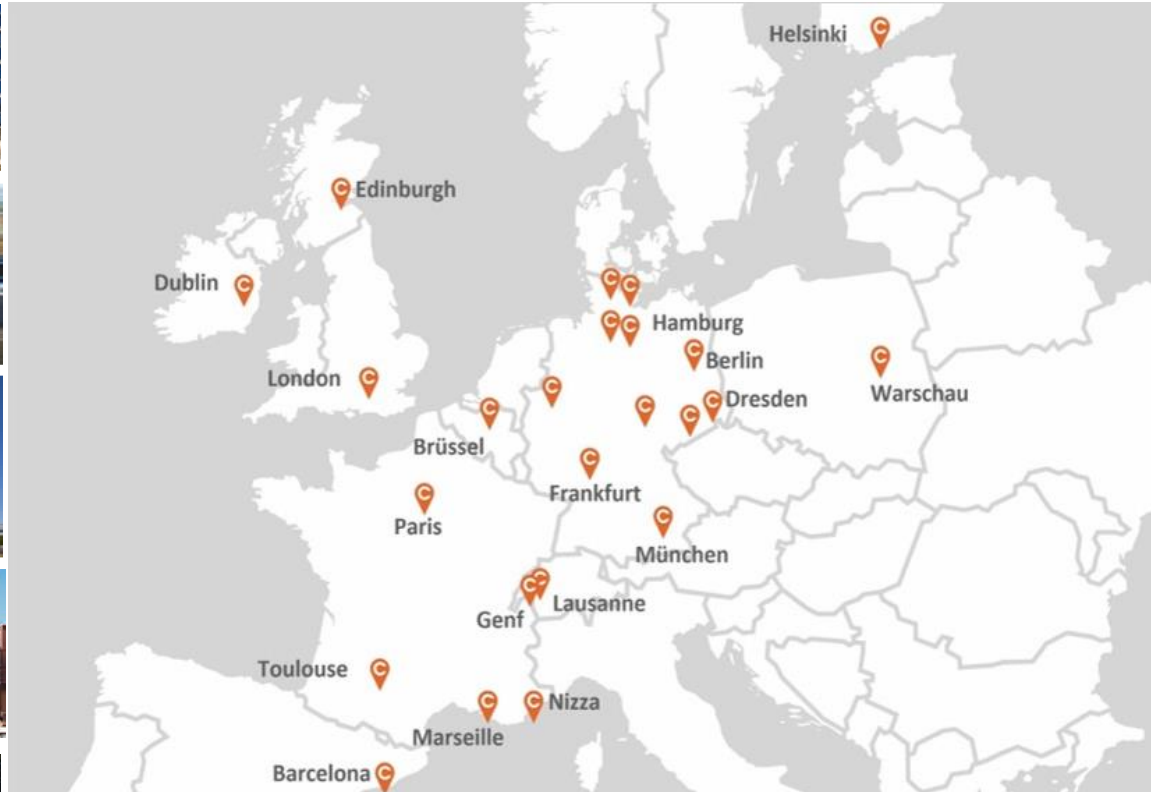 Helsinki
Edinburgh
Dublin
Hamburg
Berlin
London
Warschau
Dresden
Brüssel
Frankfurt
Paris
München
Lausanne
Genf
Toulouse
Nizza
Marseille
Barcelona